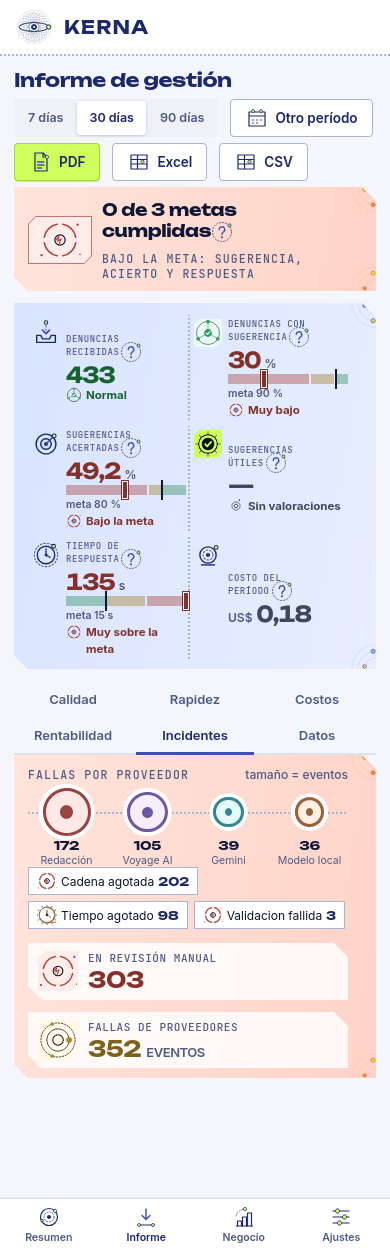 KERNA
Informe de gestión
7 días
30 días
90 días
Otro período
PDF
Excel
CSV
0 de 3 metas
cumplidas?
BAJO LA META: SUGERENCIA,
ACIERTO Y RESPUESTA
DENUNCIAS
RECIBIDAS?
433
Normal
DENUNCIAS CON
SUGERENCIA?
30 %
meta 90 %
Muy bajo
SUGERENCIAS
ACERTADAS?
49,2 %
meta 80 %
Bajo la meta
SUGERENCIAS
ÚTILES?
—
Sin valoraciones
TIEMPO DE
RESPUESTA?
135 s
meta 15 s
Muy sobre la
meta
COSTO DEL
PERÍODO?
US$ 0,18
Calidad
Rapidez
Costos
Rentabilidad
Incidentes
Datos
FALLAS POR PROVEEDOR
tamaño = eventos
172
Redacción
105
Voyage AI
39
Gemini
36
Modelo local
Cadena agotada 202
Tiempo agotado 98
Validacion fallida 3
EN REVISIÓN MANUAL
303
FALLAS DE PROVEEDORES
352 EVENTOS
Resumen
Informe
Negocio
Ajustes